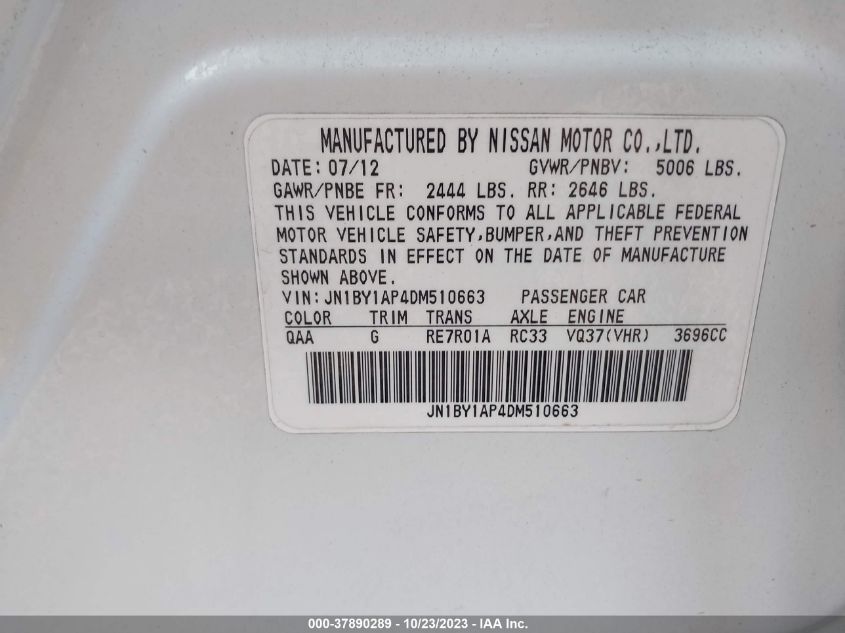 MANUFACTURED BY NISSAN MOTOR CO.,LTD.
DATE: 07/12 GVWR/PNBV: 5006 LBS.
GAWR/PNBE FR: 2444 LBS. RR: 2646 LBS.
THIS VEHICLE CONFORMS TO ALL APPLICABLE FEDERAL
MOTOR VEHICLE SAFETY,BUMPER,AND THEFT PREVENTION
STANDARDS IN EFFECT ON THE DATE OF MANUFACTURE
SHOWN ABOVE.
VIN: JN1BY1AP4DM510663 PASSENGER CAR
COLOR TRIM TRANS AXLE ENGINE
QAA G RE7R01A RC33 VQ37(VHR) 3696CC
JN1BY1AP4DM510663
000-37890289 - 10/23/2023 - IAA Inc.